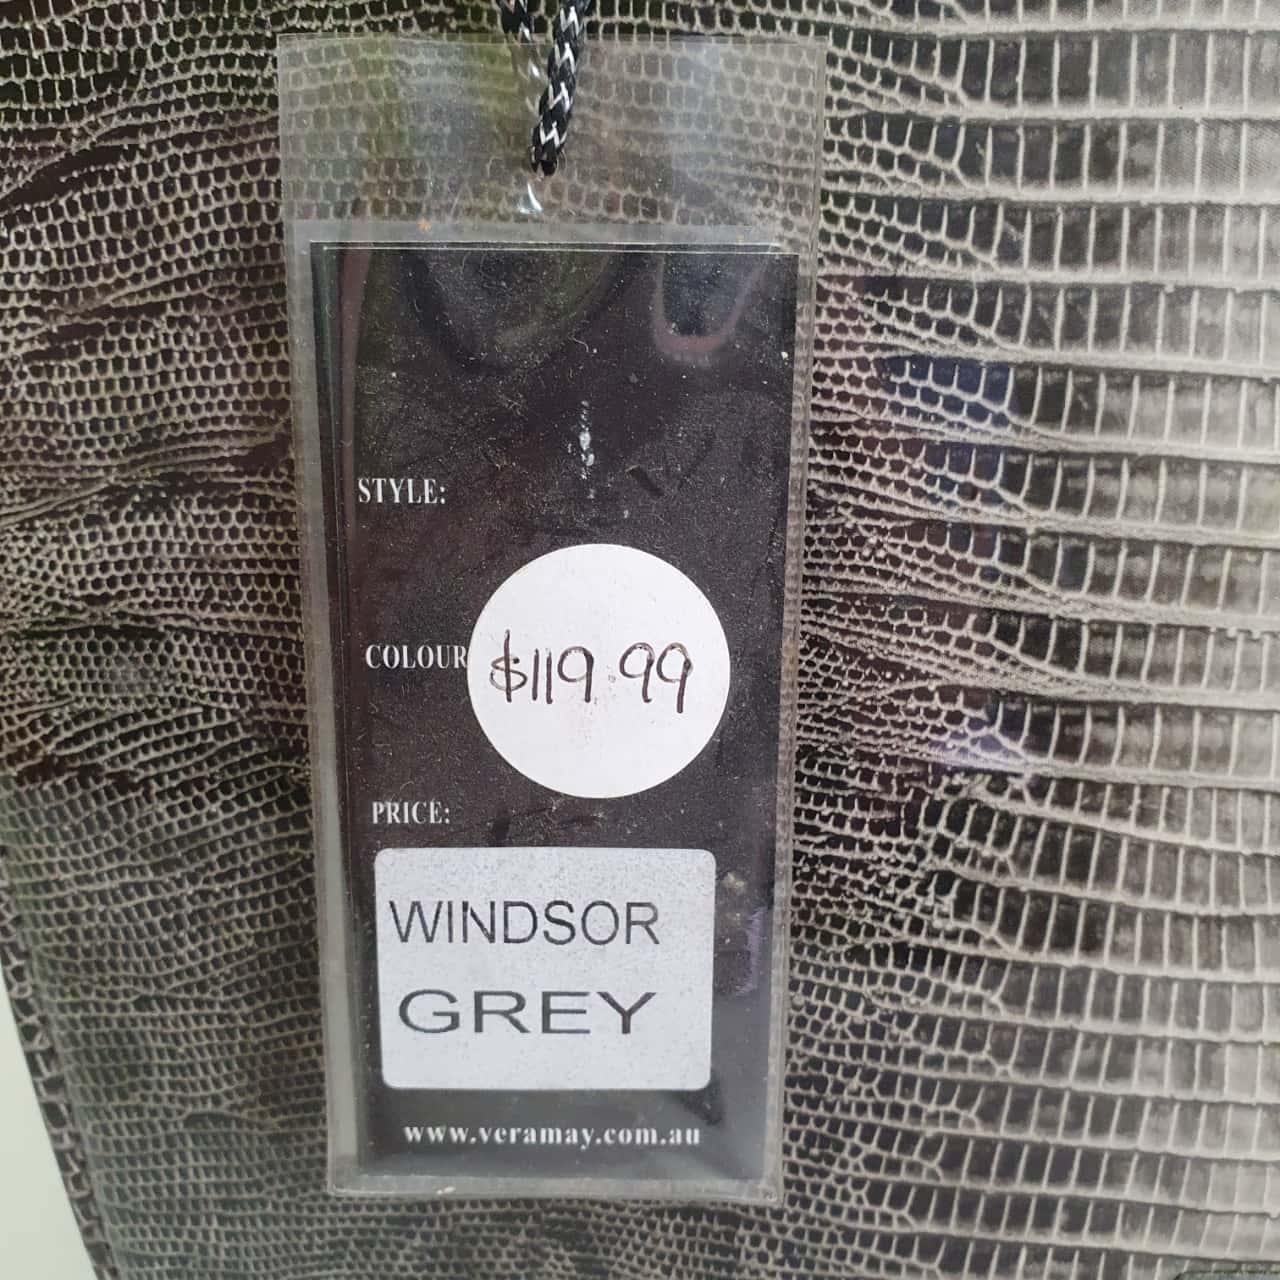 STYLE:
COLOUR
$119.99
PRICE:
WINDSOR
GREY
www.veramay.com.au